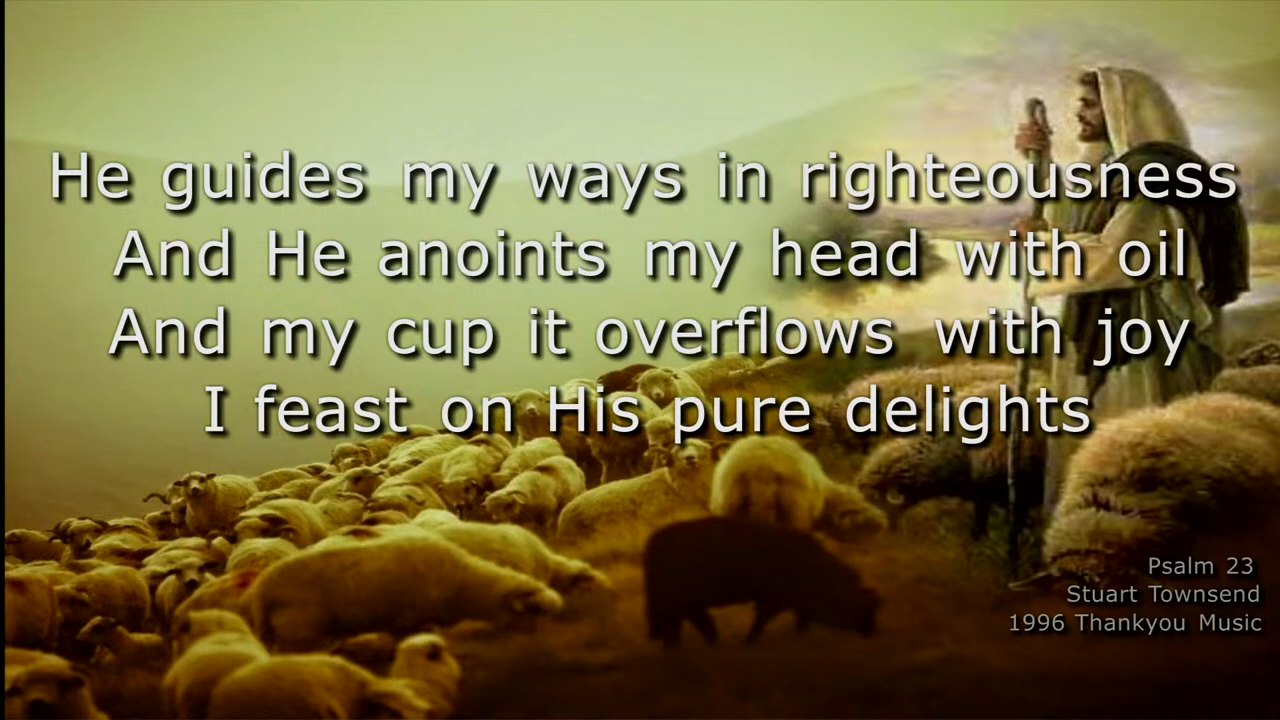 He guides my ways in righteousness
And He anoints my head with oil
And my cup it overflows with joy
I feast on His pure delights
Psalm 23
Stuart Townsend
1996 Thankyou Music